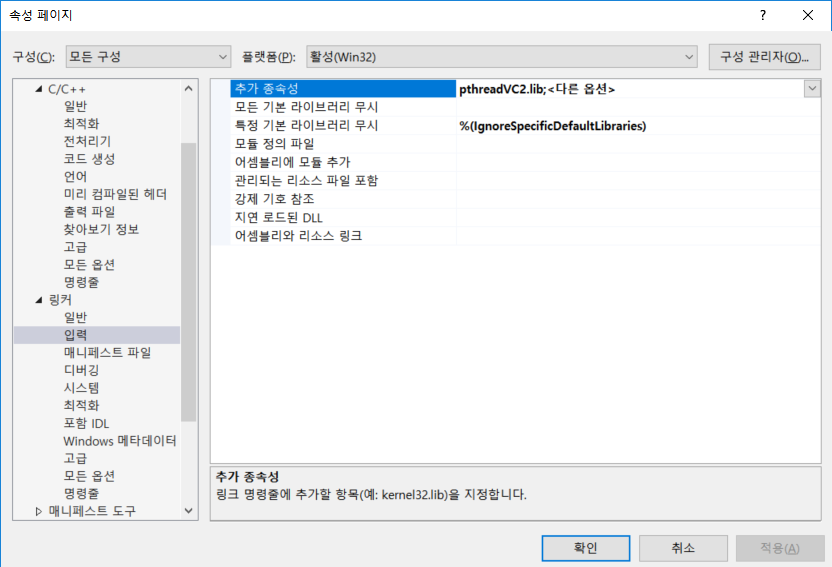 속성 페이지
? ×
구성(C): 모든 구성 플랫폼(P): 활성(Win32) 구성 관리자(O)...
C/C++
일반
최적화
전처리기
코드 생성
언어
미리 컴파일된 헤더
출력 파일
찾아보기 정보
고급
모든 옵션
명령줄
링커
일반
입력
매니페스트 파일
디버깅
시스템
최적화
포함 IDL
Windows 메타데이터
고급
모든 옵션
명령줄
매니페스트 도구
추가 종속성 pthreadVC2.lib;<다른 옵션>
모든 기본 라이브러리 무시
특정 기본 라이브러리 무시 %(IgnoreSpecificDefaultLibraries)
모듈 정의 파일
어셈블리에 모듈 추가
관리되는 리소스 파일 포함
강제 기호 참조
지연 로드된 DLL
어셈블리와 리소스 링크
추가 종속성
링크 명령줄에 추가할 항목(예: kernel32.lib)을 지정합니다.
확인 취소 적용(A)